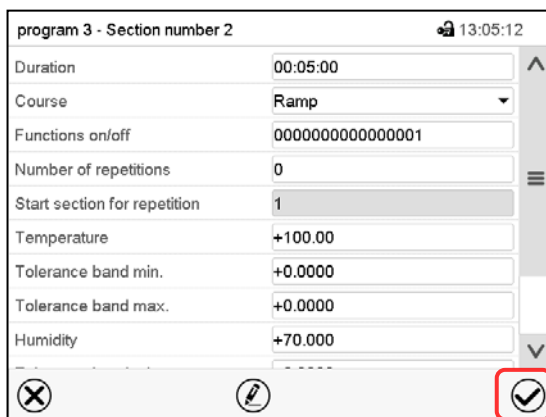 program 3 - Section number 2 13:05:12
Duration 00:05:00
Course Ramp
Functions on/off 0000000000000001
Number of repetitions 0
Start section for repetition 1
Temperature +100.00
Tolerance band min. +0.0000
Tolerance band max. +0.0000
Humidity +70.000